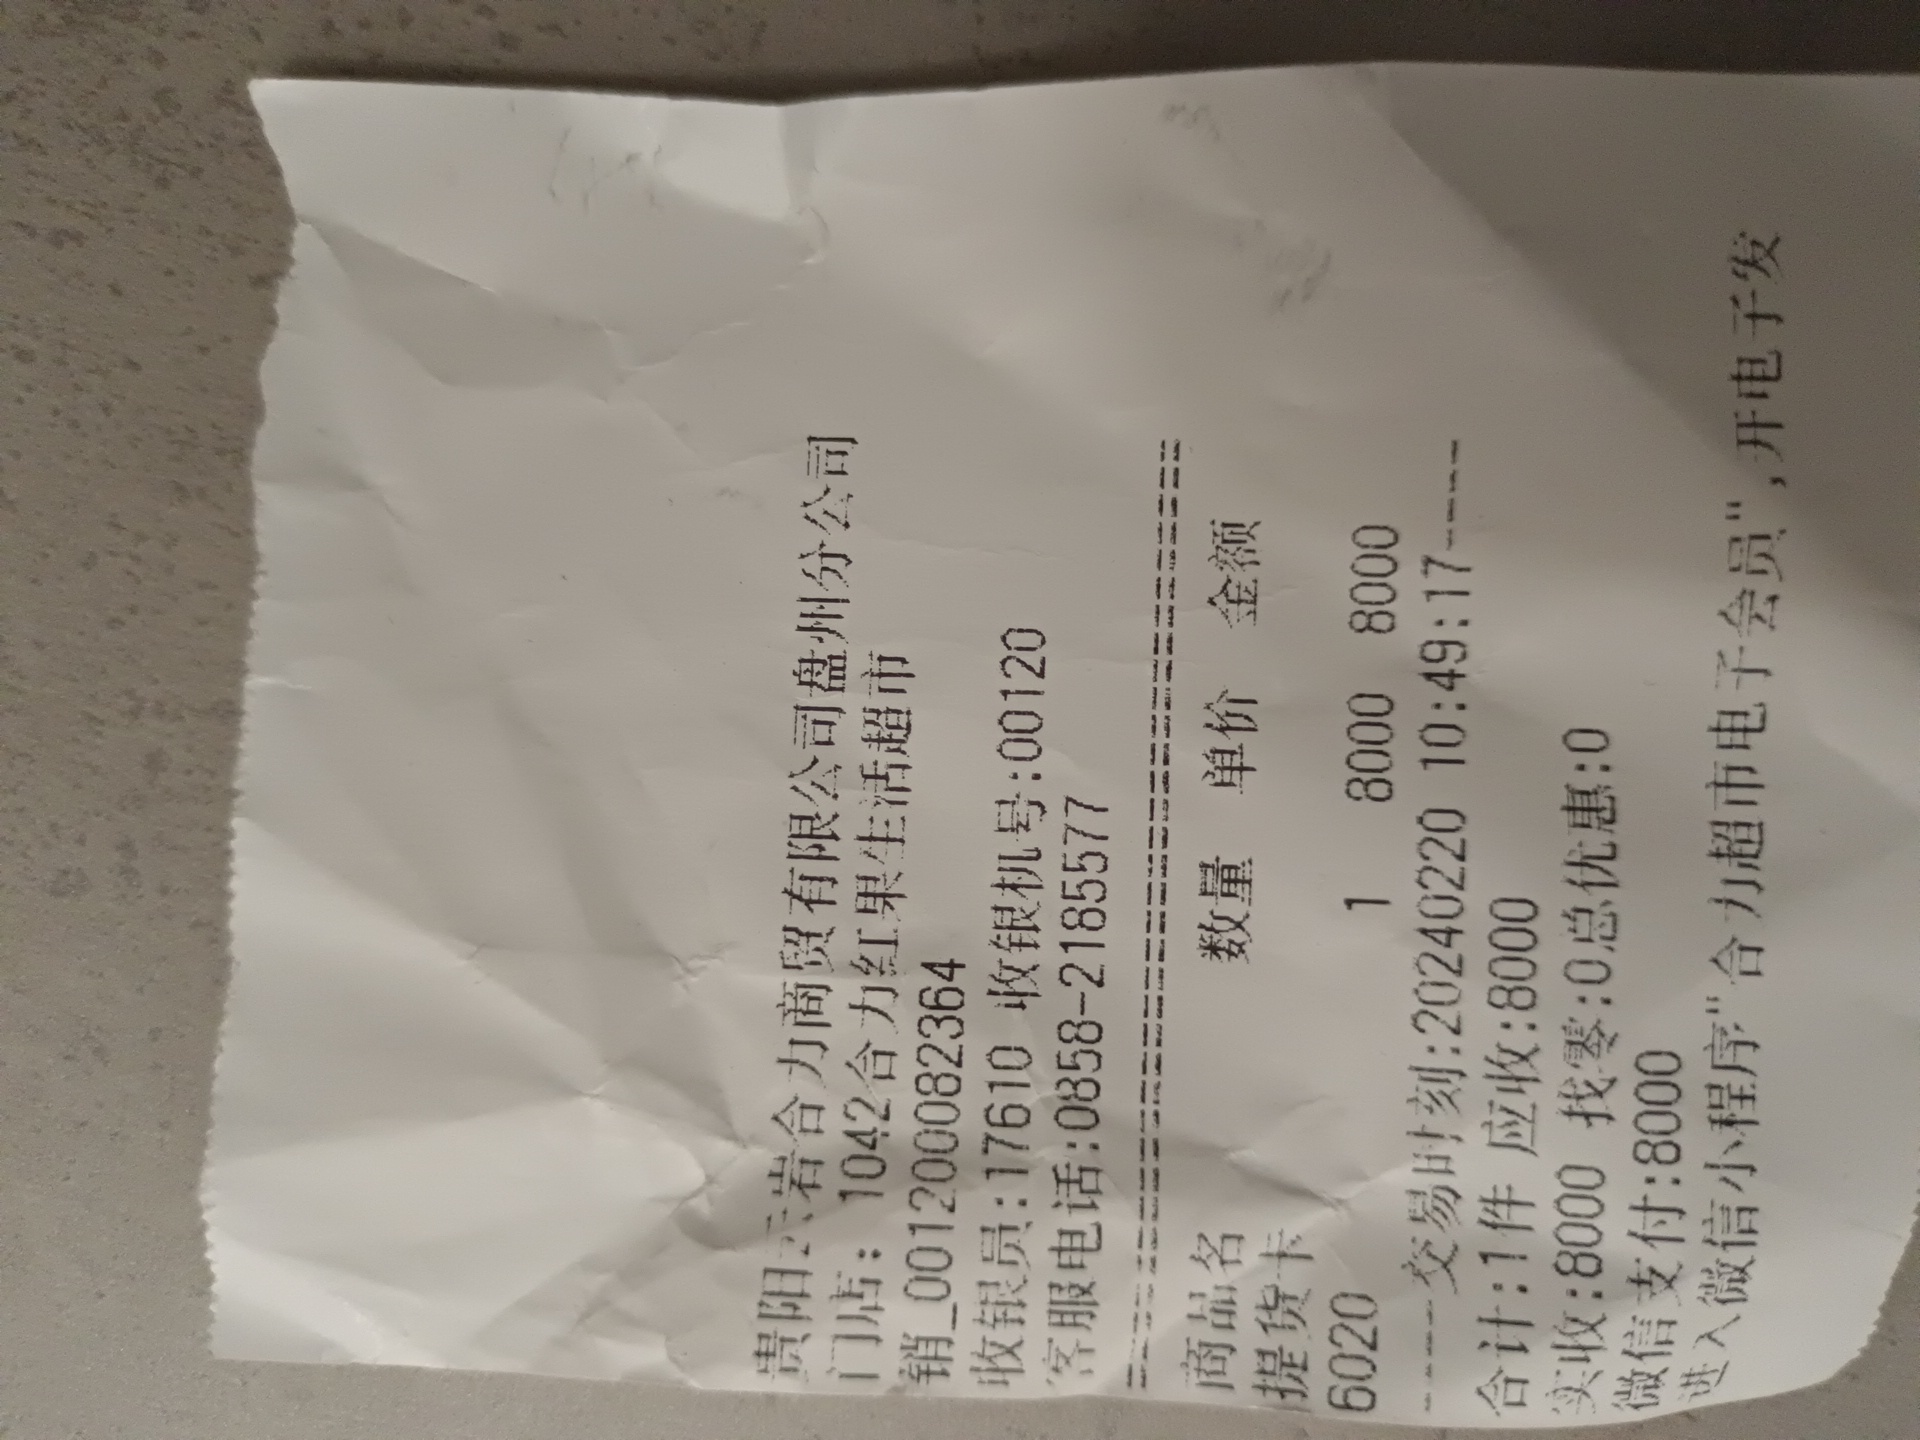 贵阳云岩合力商贸有限公司盘州分公司
门店: 1042合力红果生活超市
销_00120000082364
收银员:17610 收银机号:00120
客服电话:0858-2185577
================================
商品名 数量 单价 金额
提货卡
6020 1 8000 8000
-----交易时刻:20240220 10:49:17-----
合计:1件 应收:8000
实收:8000 找零:0总优惠:0
微信支付:8000
进入微信小程序"合力超市电子会员",开电子发